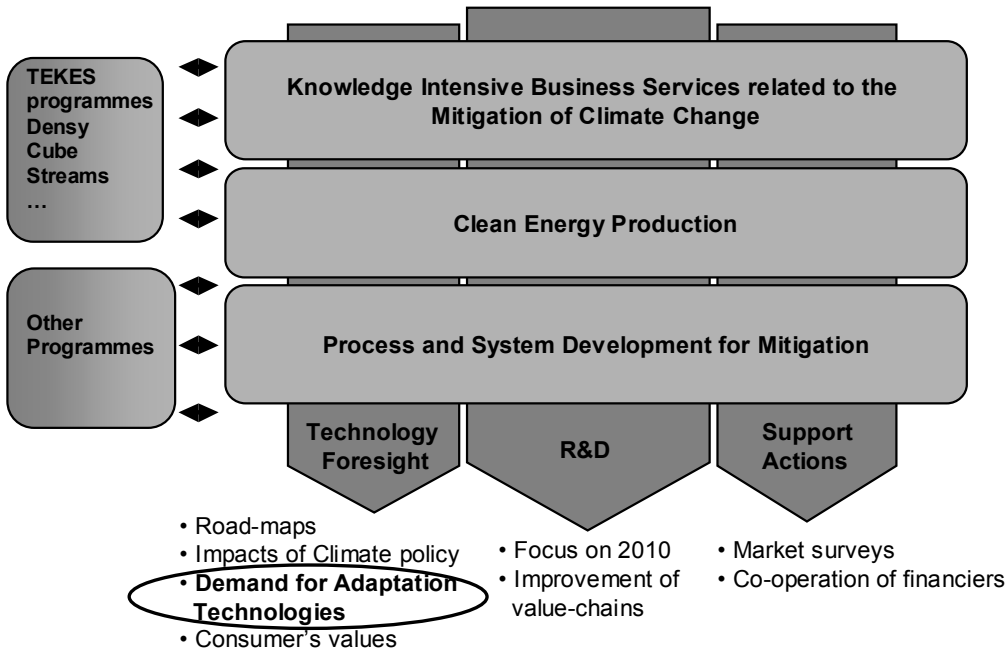 TEKES
programmes
Densy
Cube
Streams
…
Other
Programmes
Knowledge Intensive Business Services related to the
Mitigation of Climate Change
Clean Energy Production
Process and System Development for Mitigation
Technology
Foresight
R&D
Support
Actions
• Road-maps
• Impacts of Climate policy
• Demand for Adaptation
Technologies
• Consumer’s values
• Focus on 2010
• Improvement of
value-chains
• Market surveys
• Co-operation of financiers